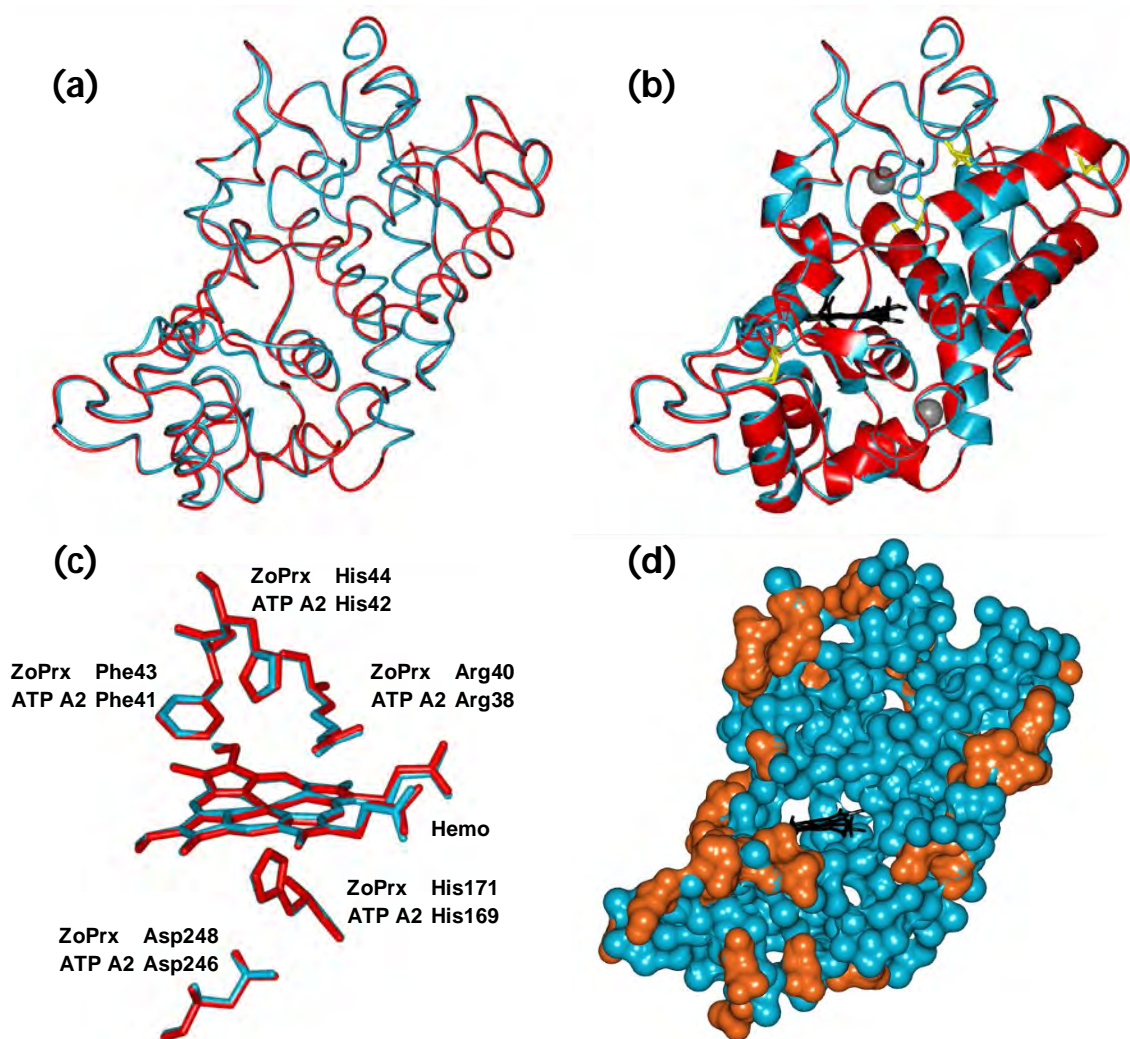 (a)
(b)
(c)
ZoPrx His44
ATP A2 His42
ZoPrx Phe43
ATP A2 Phe41
ZoPrx Arg40
ATP A2 Arg38
Hemo
ZoPrx His171
ATP A2 His169
ZoPrx Asp248
ATP A2 Asp246
(d)